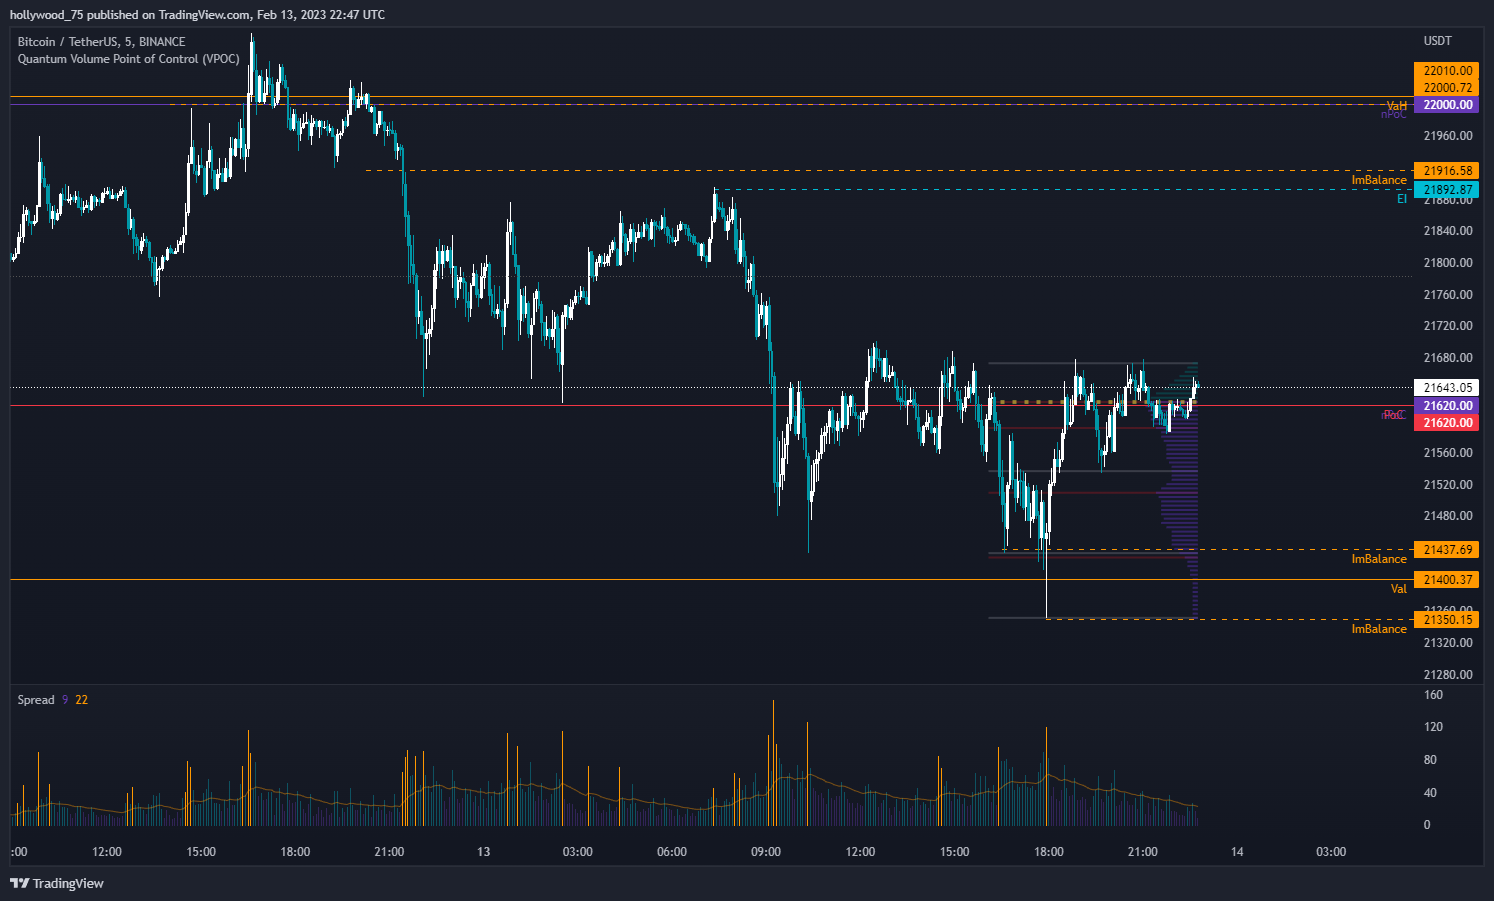 hollywood_75 published on TradingView.com, Feb 13, 2023 22:47 UTC
Bitcoin / TetherUS, 5, BINANCE
USDT
Quantum Volume Point of Control (VPOC)
22010.00
22000.72
VaH 22000.00
nPoC
21960.00
21916.58
ImBalance
21892.87
EI 21880.00
21840.00
21800.00
21760.00
21720.00
21680.00
21643.05
21620.00
PoC
21620.00
21560.00
21520.00
21480.00
21437.69
ImBalance
21400.37
Val
21360.00
21350.15
ImBalance
21320.00
21280.00
Spread 9 22
160
120
80
40
0
:00 12:00 15:00 18:00 21:00 13 03:00 06:00 09:00 12:00 15:00 18:00 21:00 14 03:00
TradingView